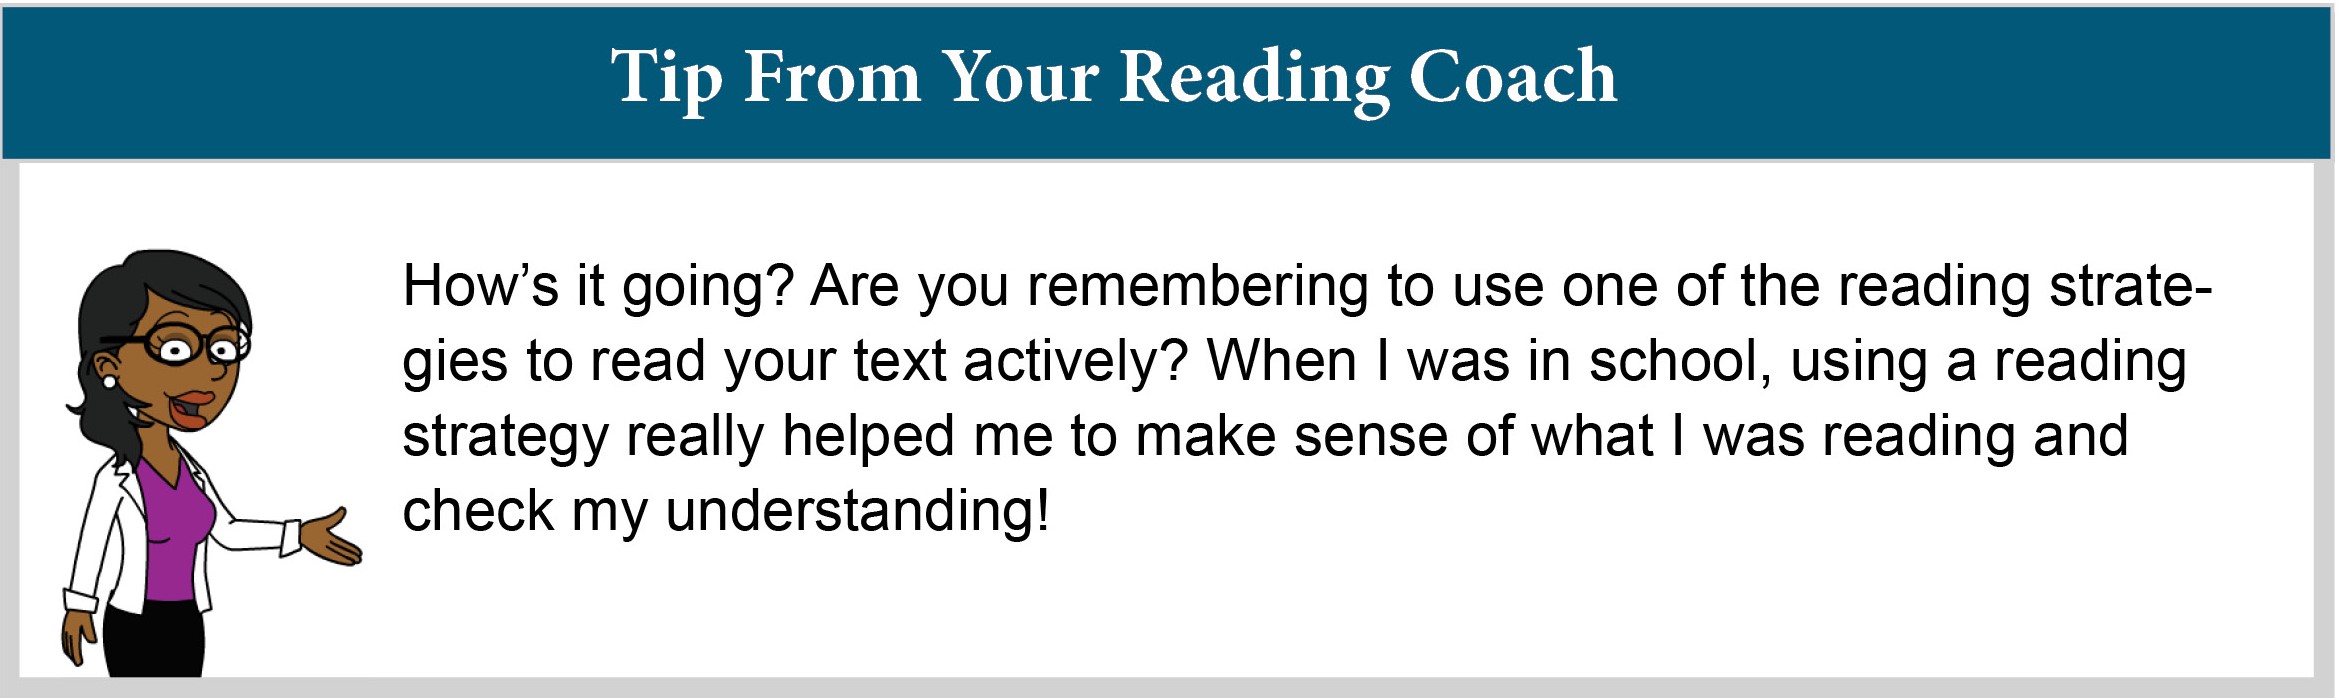 Tip From Your Reading Coach
How’s it going? Are you remembering to use one of the reading strate-
gies to read your text actively? When I was in school, using a reading
strategy really helped me to make sense of what I was reading and
check my understanding!